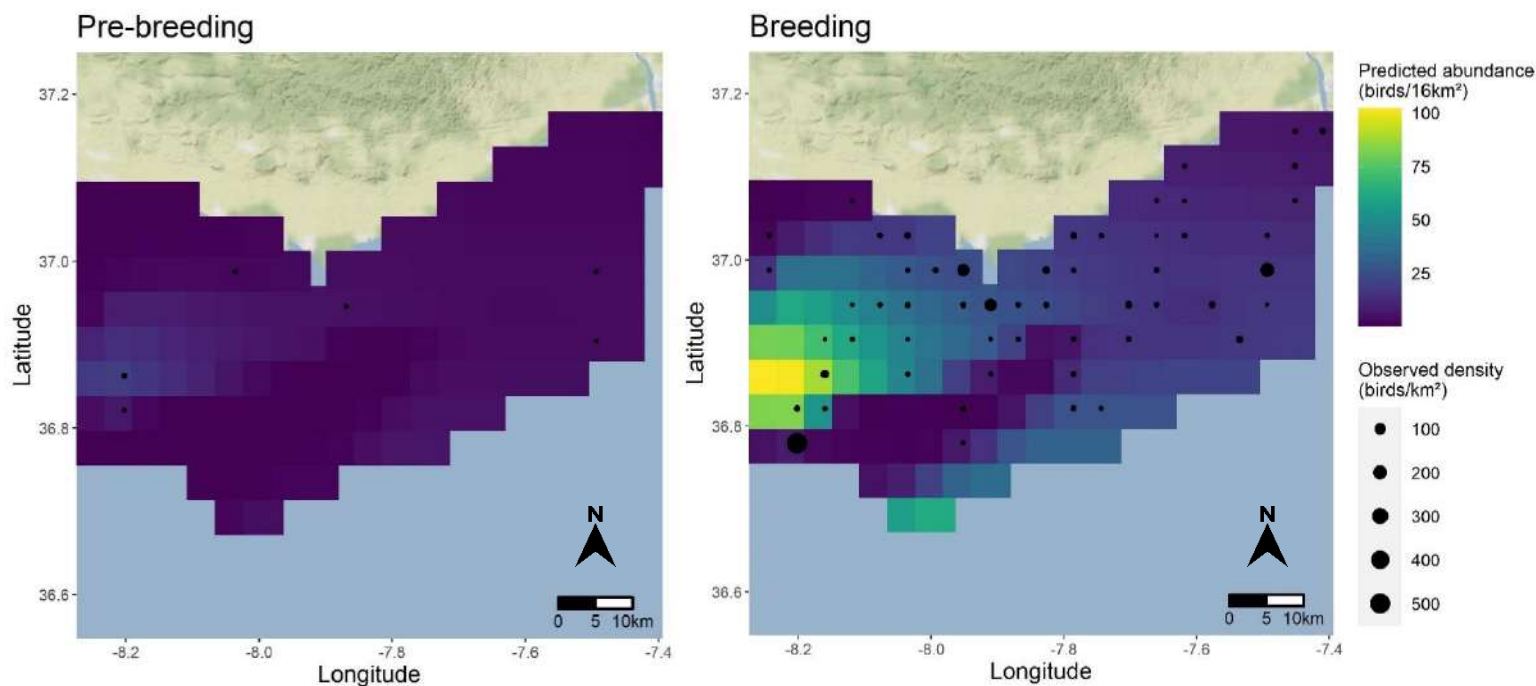 Pre-breeding
Breeding
37.2
37.0
36.8
36.6
Latitude
-8.2
-8.0
-7.8
-7.6
-7.4
Longitude
N
0 5 10km
37.2
37.0
36.8
36.6
Latitude
-8.2
-8.0
-7.8
-7.6
-7.4
Longitude
N
0 5 10km
Predicted abundance
(birds/16km²)
100
75
50
25
Observed density
(birds/km²)
100
200
300
400
500